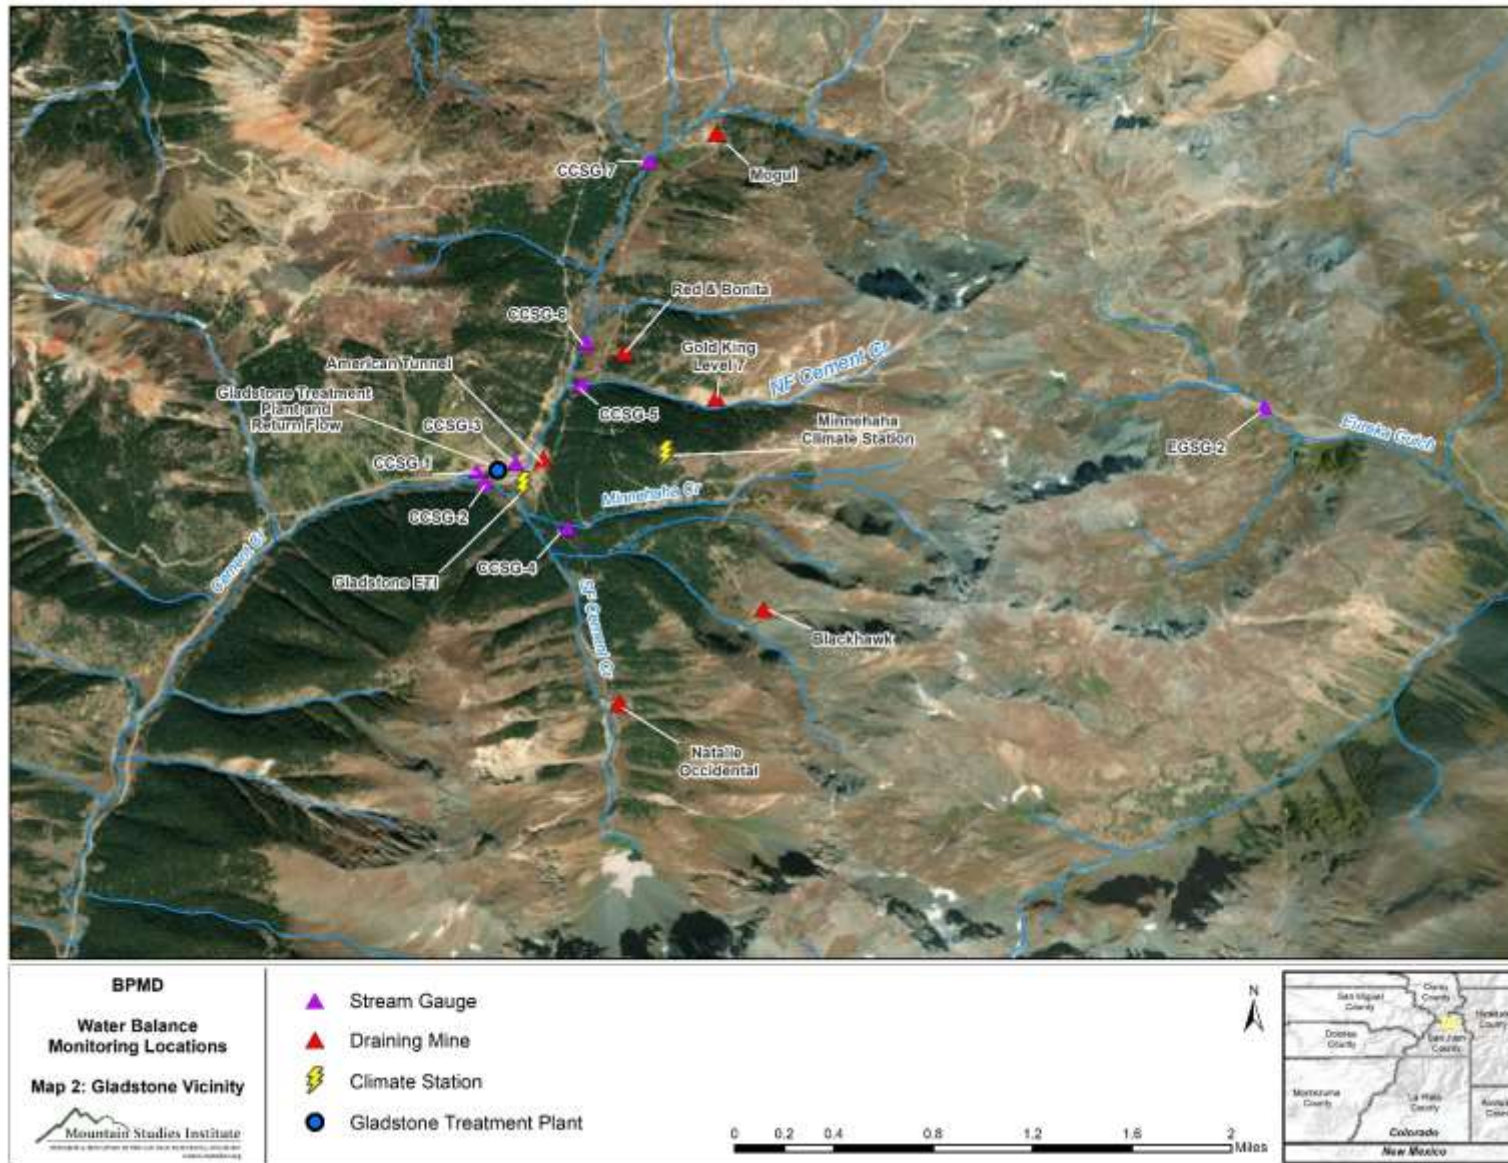 CCSG-7
Mogul
Red & Bonita
CCSG-6
American Tunnel
Gold King
Level 7
NF Cement Cr
Gladstone Treatment
Plant and
Return Flow
CCSG-3
CCSG-5
Minnehaha
Climate Station
EGSG-2
Eureka Gulch
CCSG-1
Minnehaha Cr
CCSG-2
Cement Cr
Gladstone ETI
CCSG-4
SF Cement Cr
Blackhawk
Natalie
Occidental
BPMD
Water Balance
Monitoring Locations
Map 2: Gladstone Vicinity
Mountain Studies Institute
Stream Gauge
Draining Mine
Climate Station
Gladstone Treatment Plant
N
0 0.2 0.4 0.8 1.2 1.6 2
Miles
Ouray
County
San Miguel
County
Dolores
County
San Juan
County
Montezuma
County
La Plata
County
Colorado
New Mexico